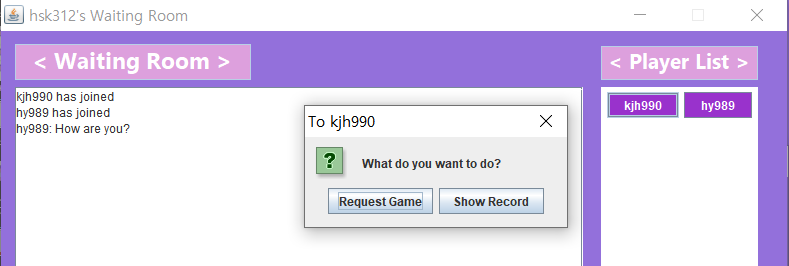 hsk312's Waiting Room
< Waiting Room >
< Player List >
kjh990 has joined
hy989 has joined
hy989: How are you?
kjh990
hy989
To kjh990
?
What do you want to do?
Request Game
Show Record